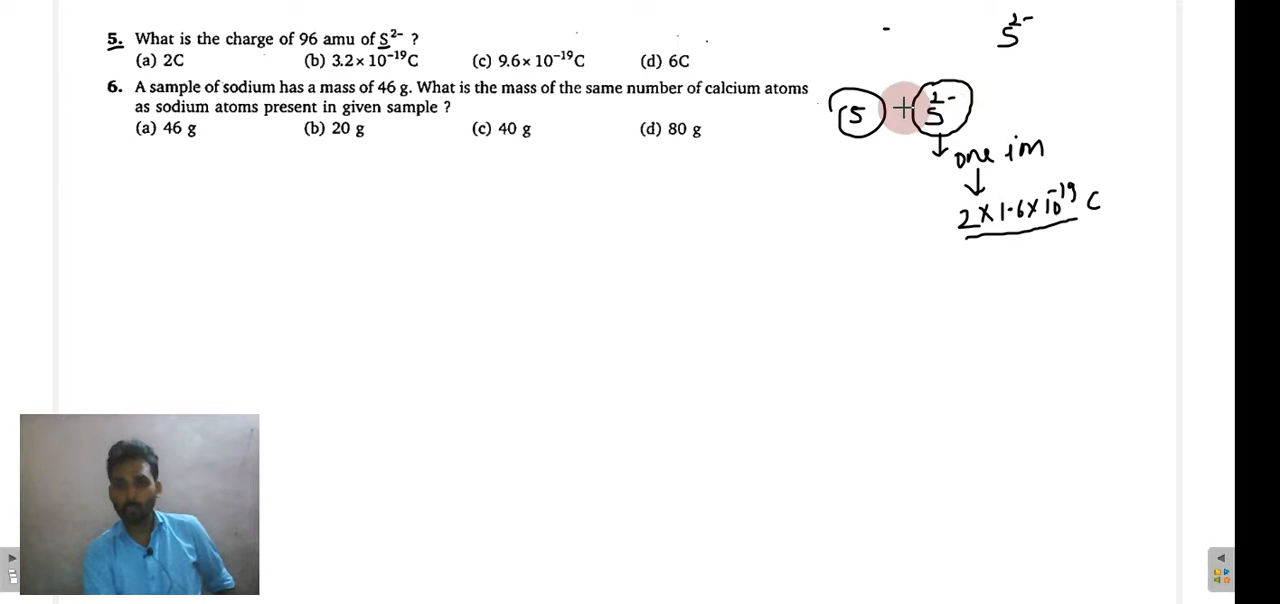 5. What is the charge of 96 amu of S²⁻ ?
(a) 2C (b) 3.2 × 10⁻¹⁹C (c) 9.6 × 10⁻¹⁹C (d) 6C
6. A sample of sodium has a mass of 46 g. What is the mass of the same number of calcium atoms
as sodium atoms present in given sample ?
(a) 46 g (b) 20 g (c) 40 g (d) 80 g
S²⁻
S + S²⁻
one ion
2 × 1.6 × 10⁻¹⁹ C